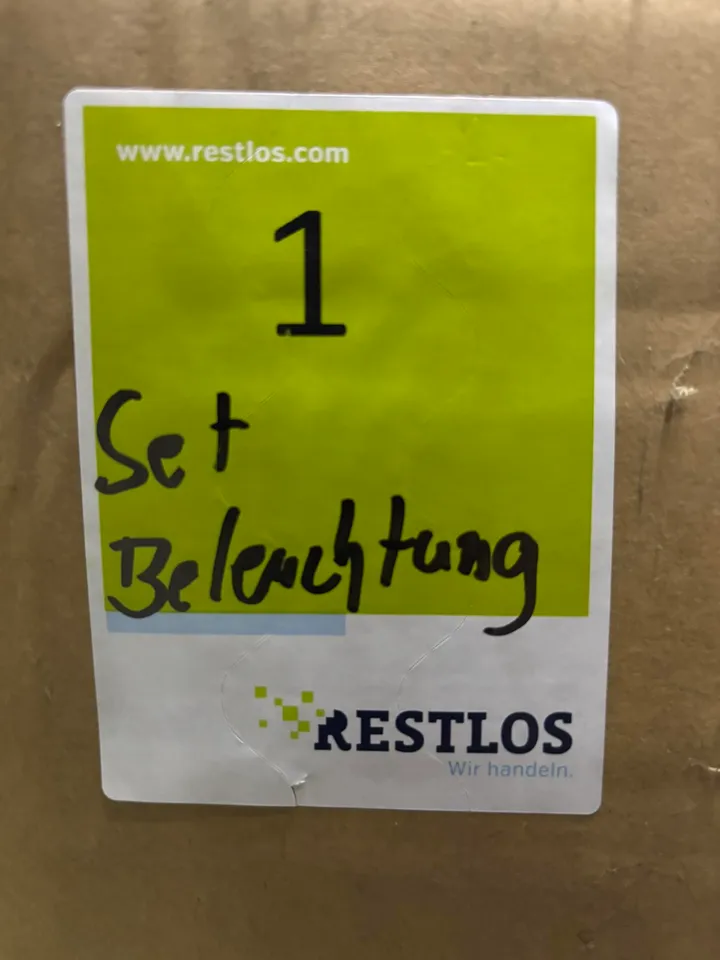 www.restlos.com
1
Set
Beleuchtung
RESTLOS
Wir handeln.